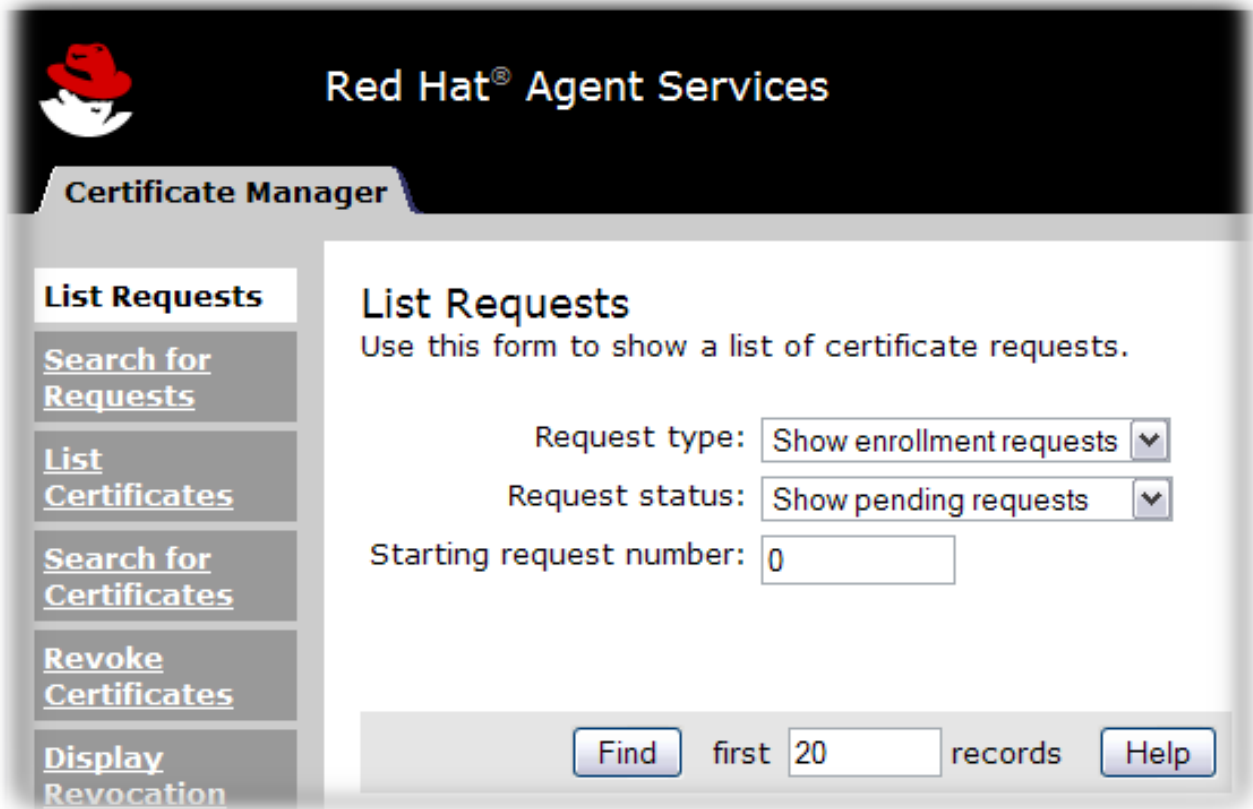 Red Hat® Agent Services
Certificate Manager
List Requests
Search for
Requests
List
Certificates
Search for
Certificates
Revoke
Certificates
Display
Revocation
List Requests
Use this form to show a list of certificate requests.
Request type: Show enrollment requests
Request status: Show pending requests
Starting request number: 0
Find first 20 records Help